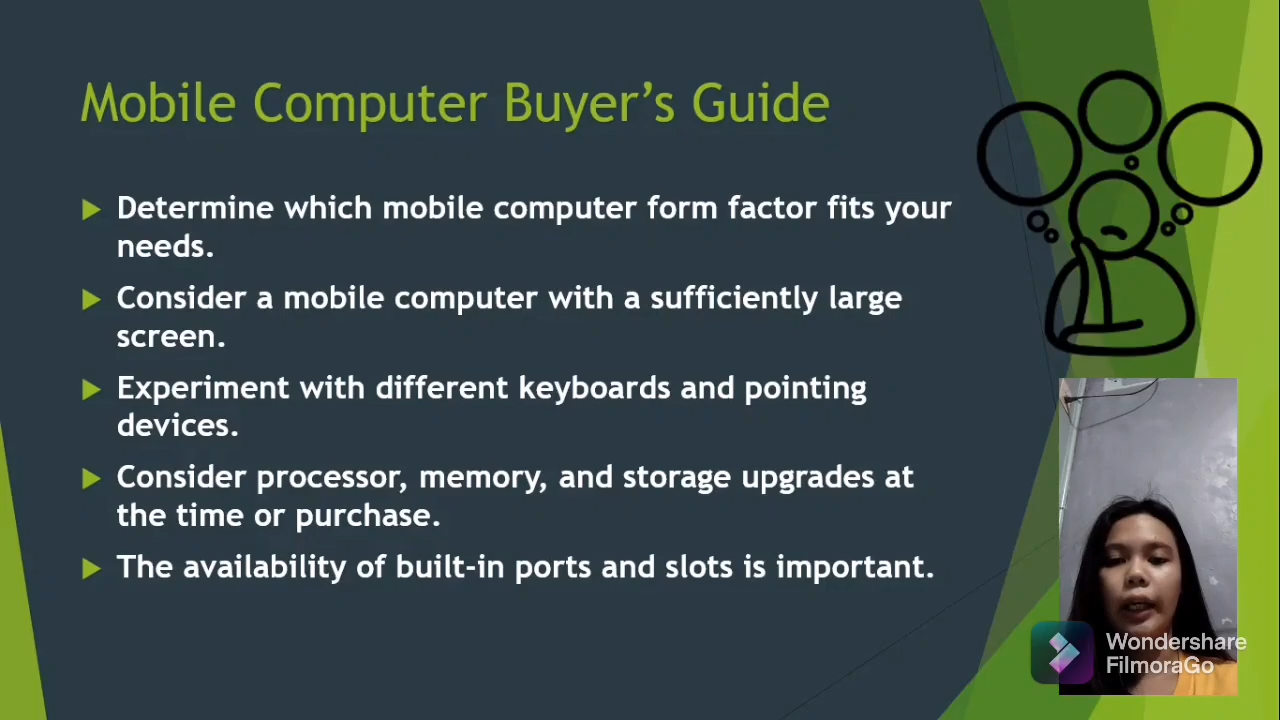 Mobile Computer Buyer’s Guide
Determine which mobile computer form factor fits your
needs.
Consider a mobile computer with a sufficiently large
screen.
Experiment with different keyboards and pointing
devices.
Consider processor, memory, and storage upgrades at
the time or purchase.
The availability of built-in ports and slots is important.
Wondershare
FilmoraGo